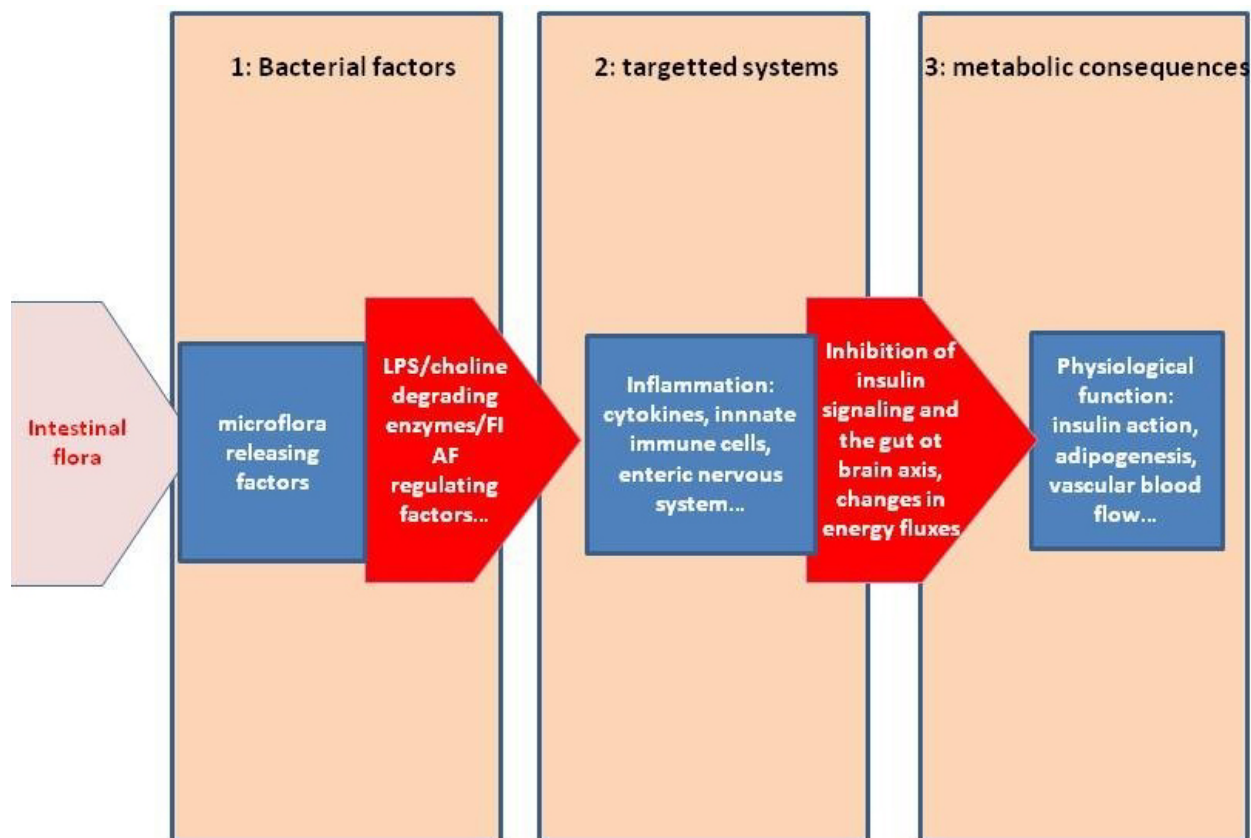 1: Bacterial factors
2: targetted systems
3: metabolic consequences
Intestinal
flora
microflora
releasing
factors
LPS/choline
degrading
enzymes/FI
AF
regulating
factors...
Inflammation:
cytokines, innnate
immune cells,
enteric nervous
system...
Inhibition of
insulin
signaling and
the gut ot
brain axis,
changes in
energy fluxes
Physiological
function:
insulin action,
adipogenesis,
vascular blood
flow...